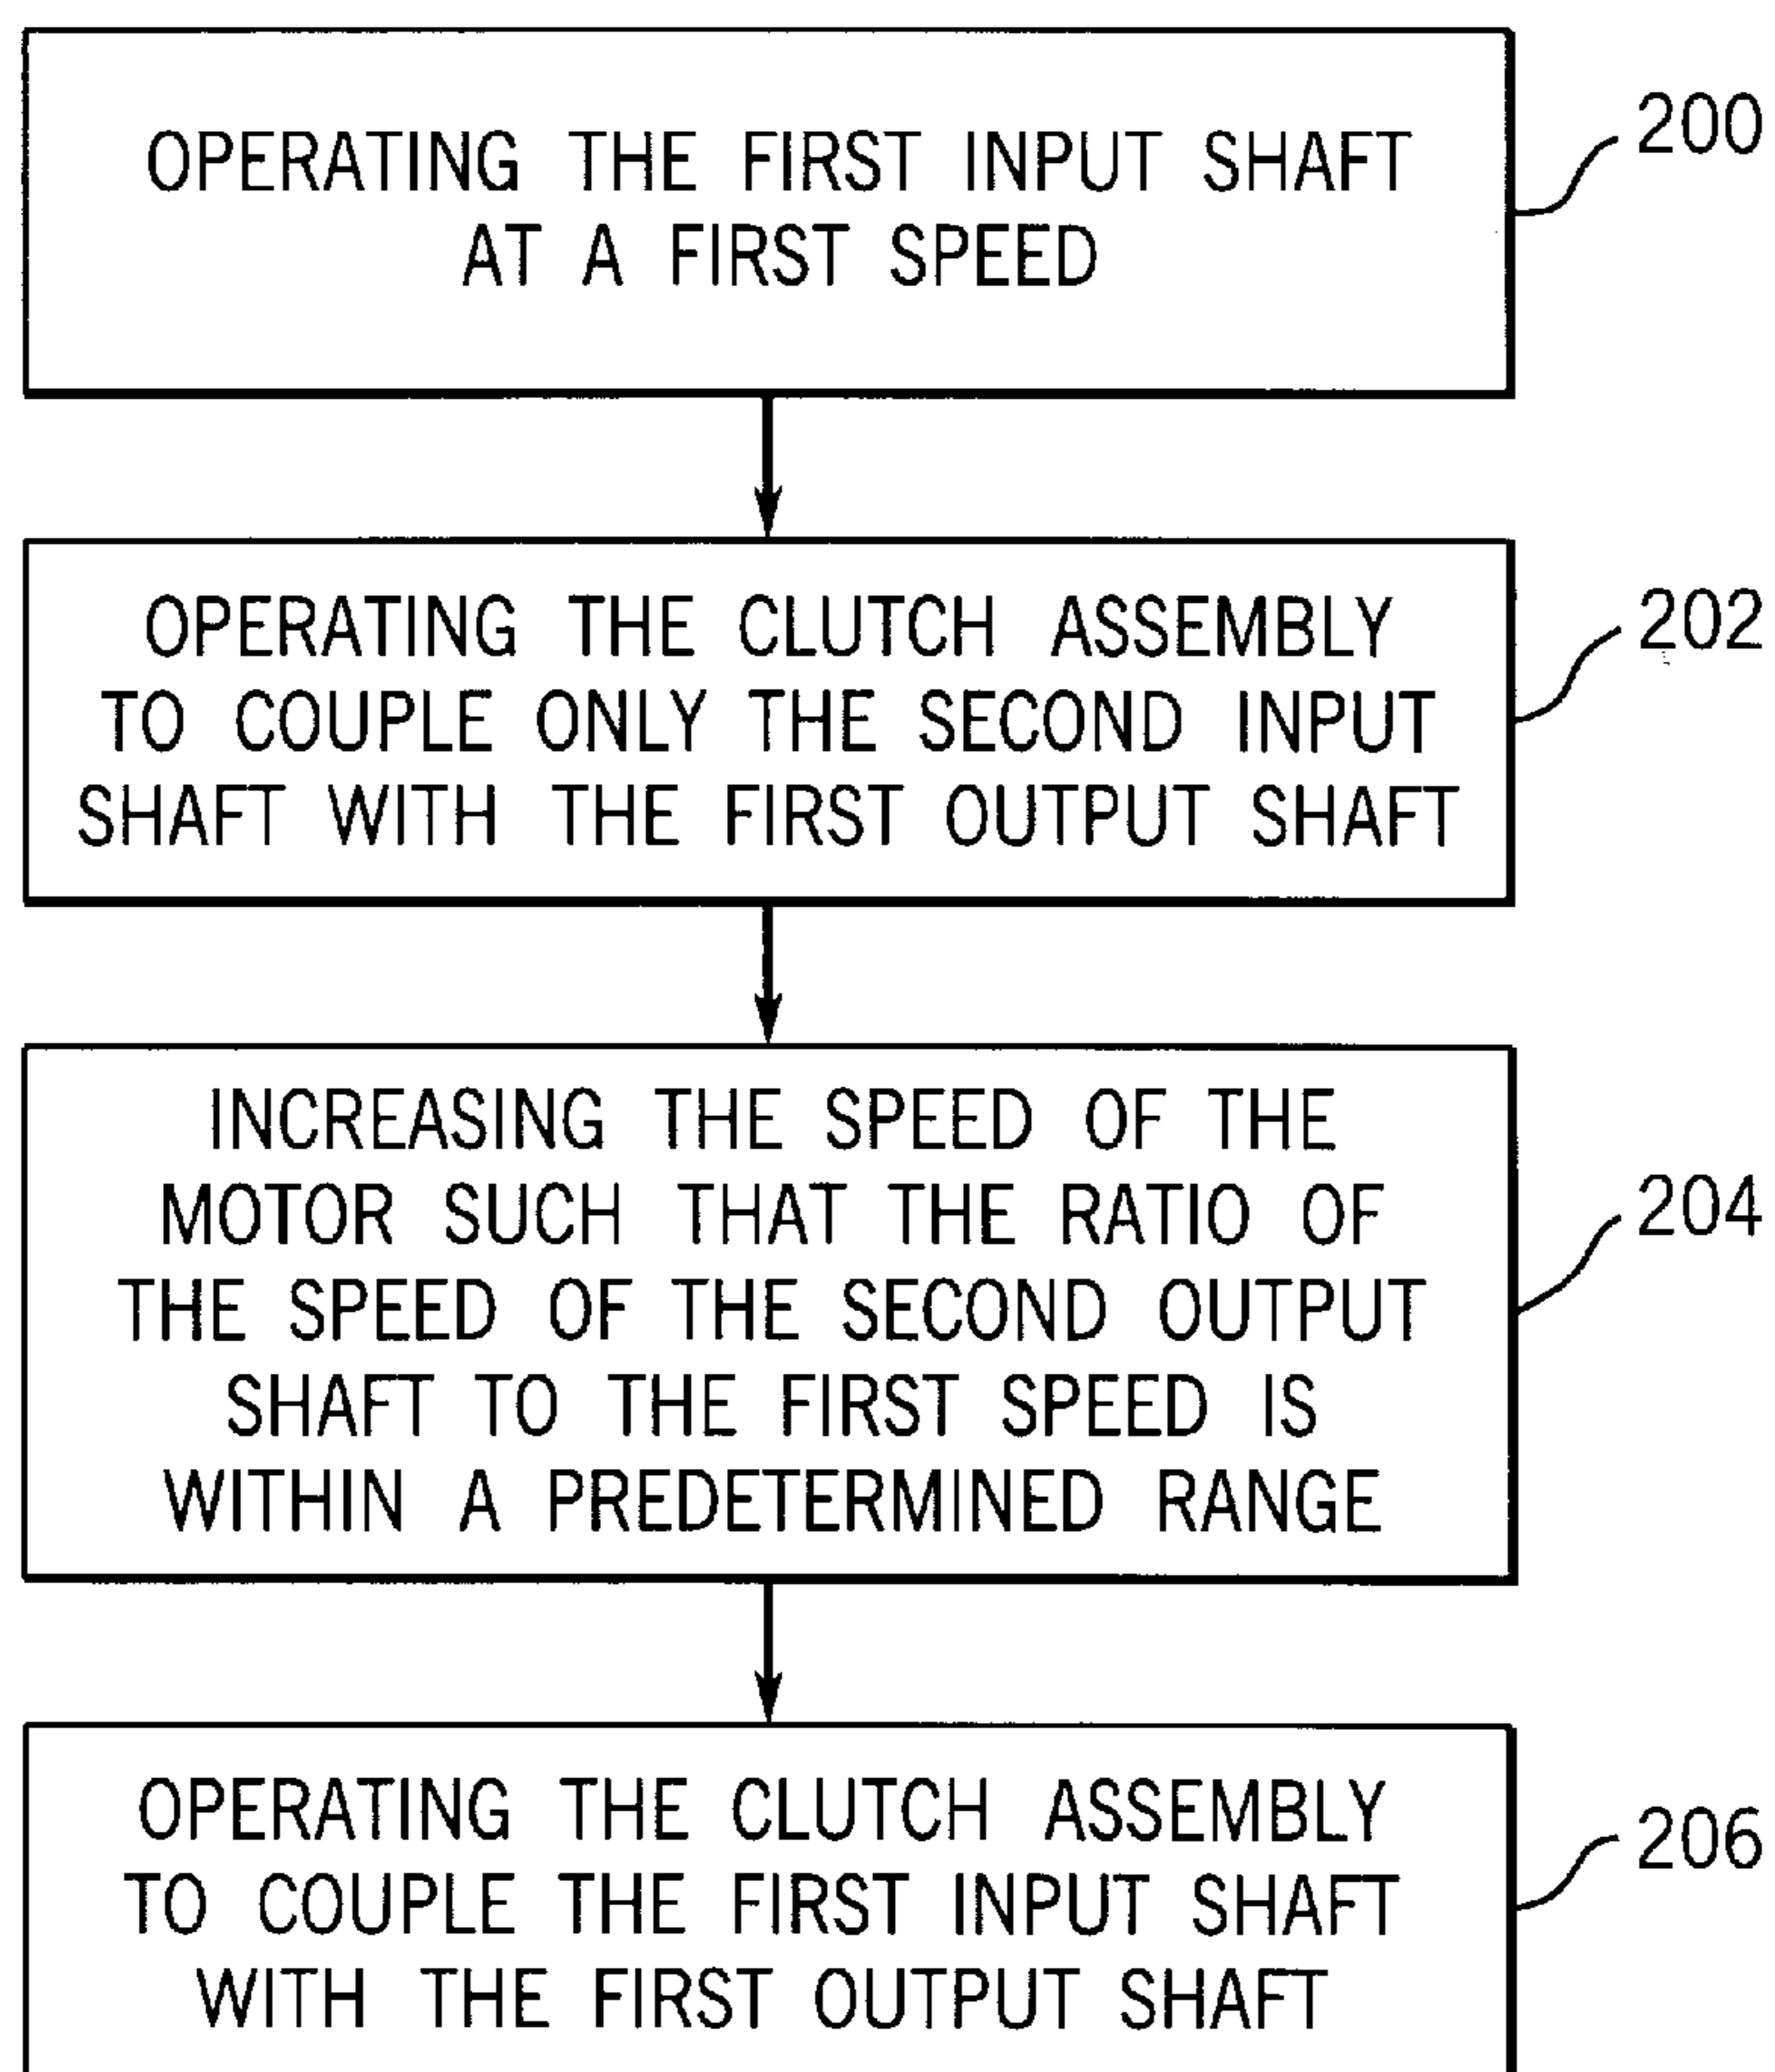 OPERATING THE FIRST INPUT SHAFT
AT A FIRST SPEED
200
OPERATING THE CLUTCH ASSEMBLY
TO COUPLE ONLY THE SECOND INPUT
SHAFT WITH THE FIRST OUTPUT SHAFT
202
INCREASING THE SPEED OF THE
MOTOR SUCH THAT THE RATIO OF
THE SPEED OF THE SECOND OUTPUT
SHAFT TO THE FIRST SPEED IS
WITHIN A PREDETERMINED RANGE
204
OPERATING THE CLUTCH ASSEMBLY
TO COUPLE THE FIRST INPUT SHAFT
WITH THE FIRST OUTPUT SHAFT
206